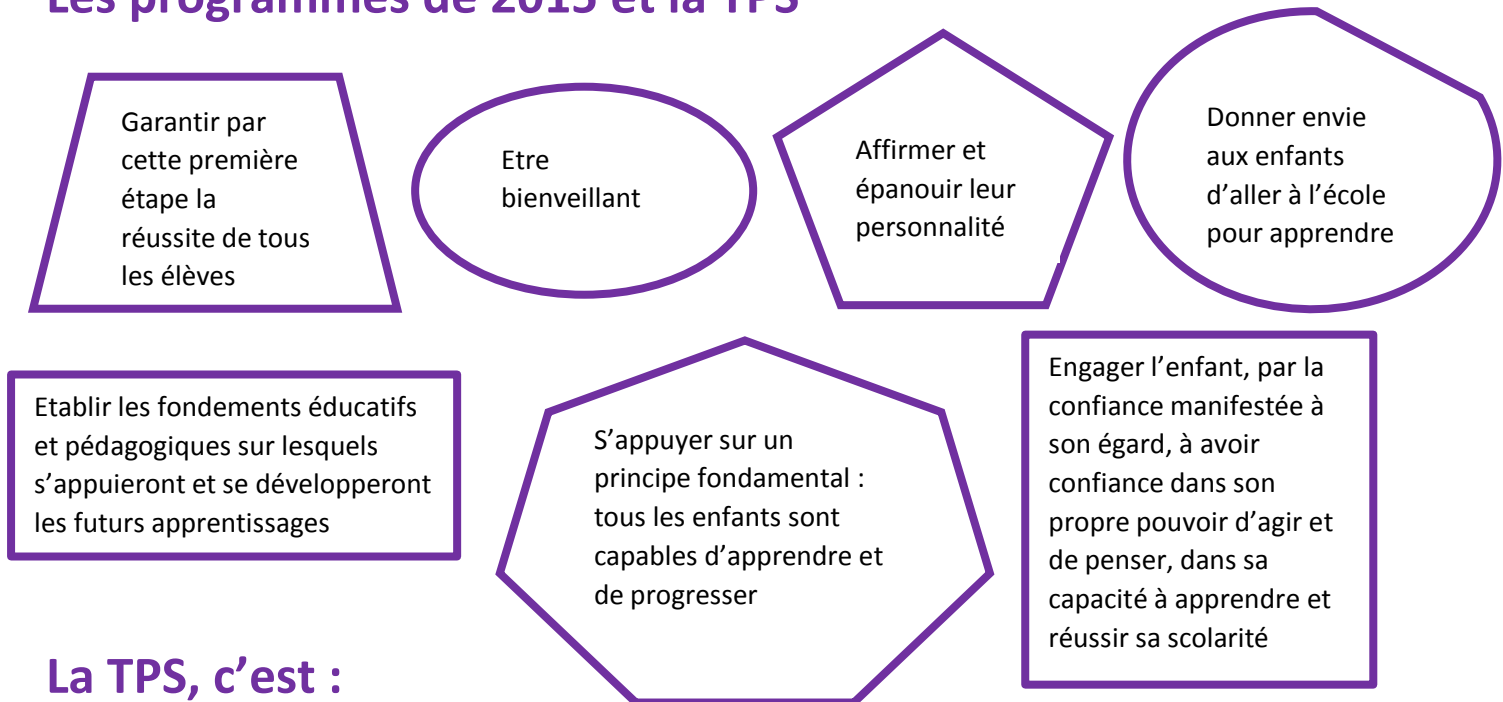 Les programmes de 2015 et la TPS
Garantir par
cette première
étape la
réussite de tous
les élèves
Etre
bienveillant
Affirmer et
épanouir leur
personnalité
Donner envie
aux enfants
d’aller à l’école
pour apprendre
Etablir les fondements éducatifs
et pédagogiques sur lesquels
s’appuieront et se développeront
les futurs apprentissages
S’appuyer sur un
principe fondamental :
tous les enfants sont
capables d’apprendre et
de progresser
Engager l’enfant, par la
confiance manifestée à
son égard, à avoir
confiance dans son
propre pouvoir d’agir et
de penser, dans sa
capacité à apprendre et
réussir sa scolarité
La TPS, c’est :